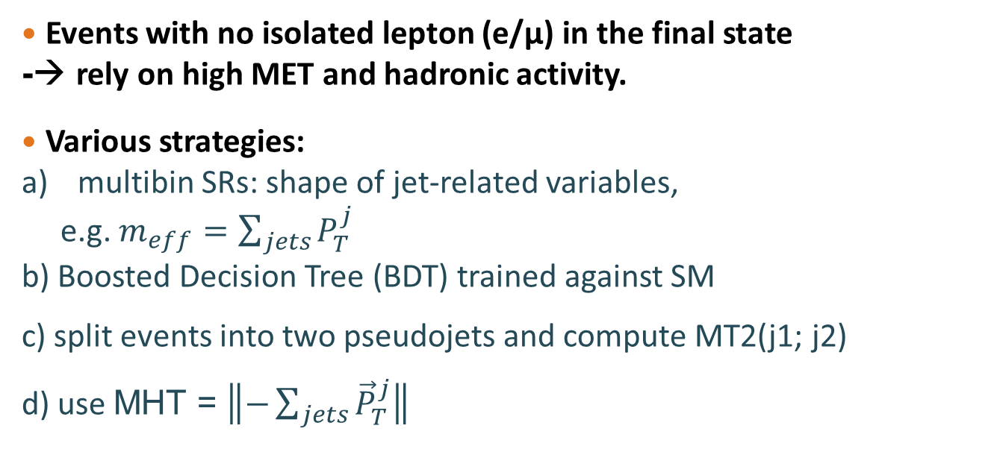 • Events with no isolated lepton (e/μ) in the final state
-→ rely on high MET and hadronic activity.
• Various strategies:
a) multibin SRs: shape of jet-related variables,
e.g. $m_{eff} = \sum_{jets} P_T^j$
b) Boosted Decision Tree (BDT) trained against SM
c) split events into two pseudojets and compute MT2(j1; j2)
d) use MHT = $\left\| -\sum_{jets} \vec{P}_T^j \right\|$